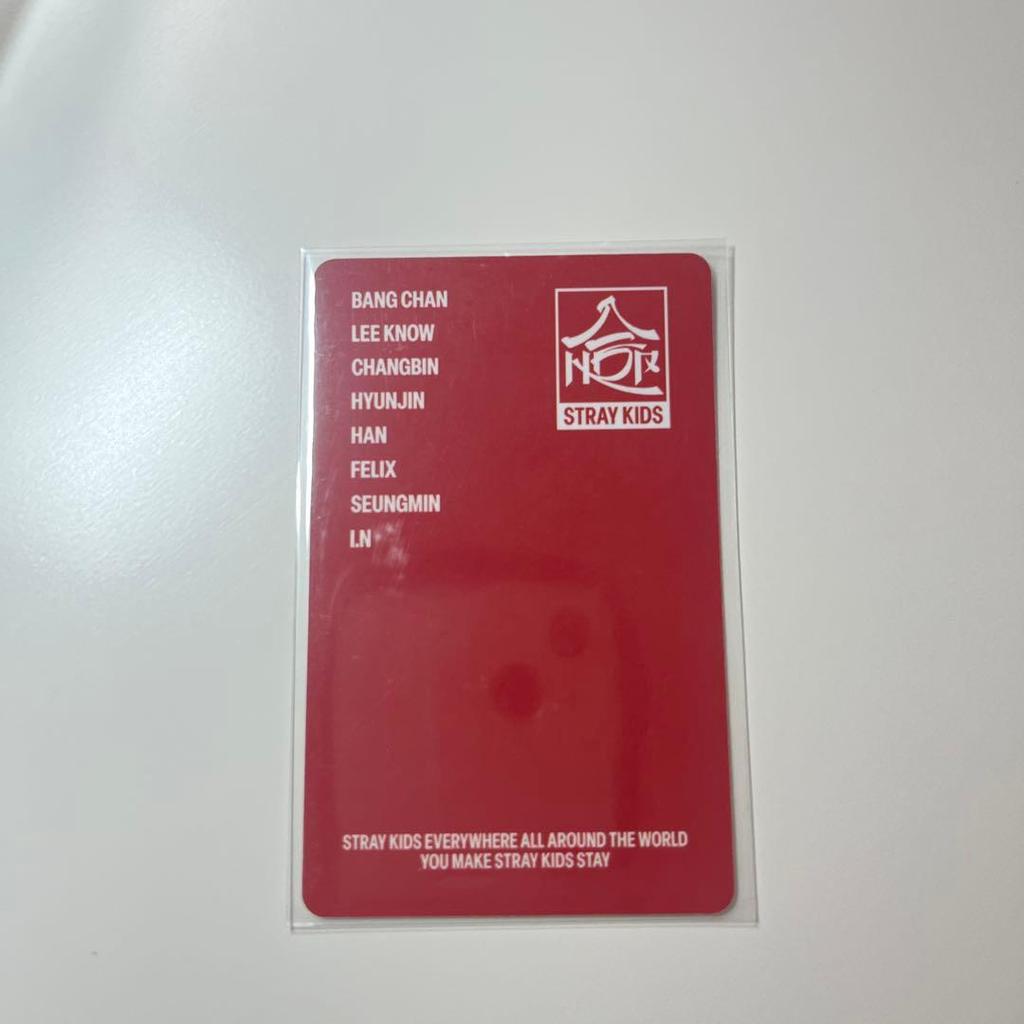 BANG CHAN
LEE KNOW
CHANGBIN
HYUNJIN
HAN
FELIX
SEUNGMIN
I.N
STRAY KIDS
STRAY KIDS EVERYWHERE ALL AROUND THE WORLD
YOU MAKE STRAY KIDS STAY